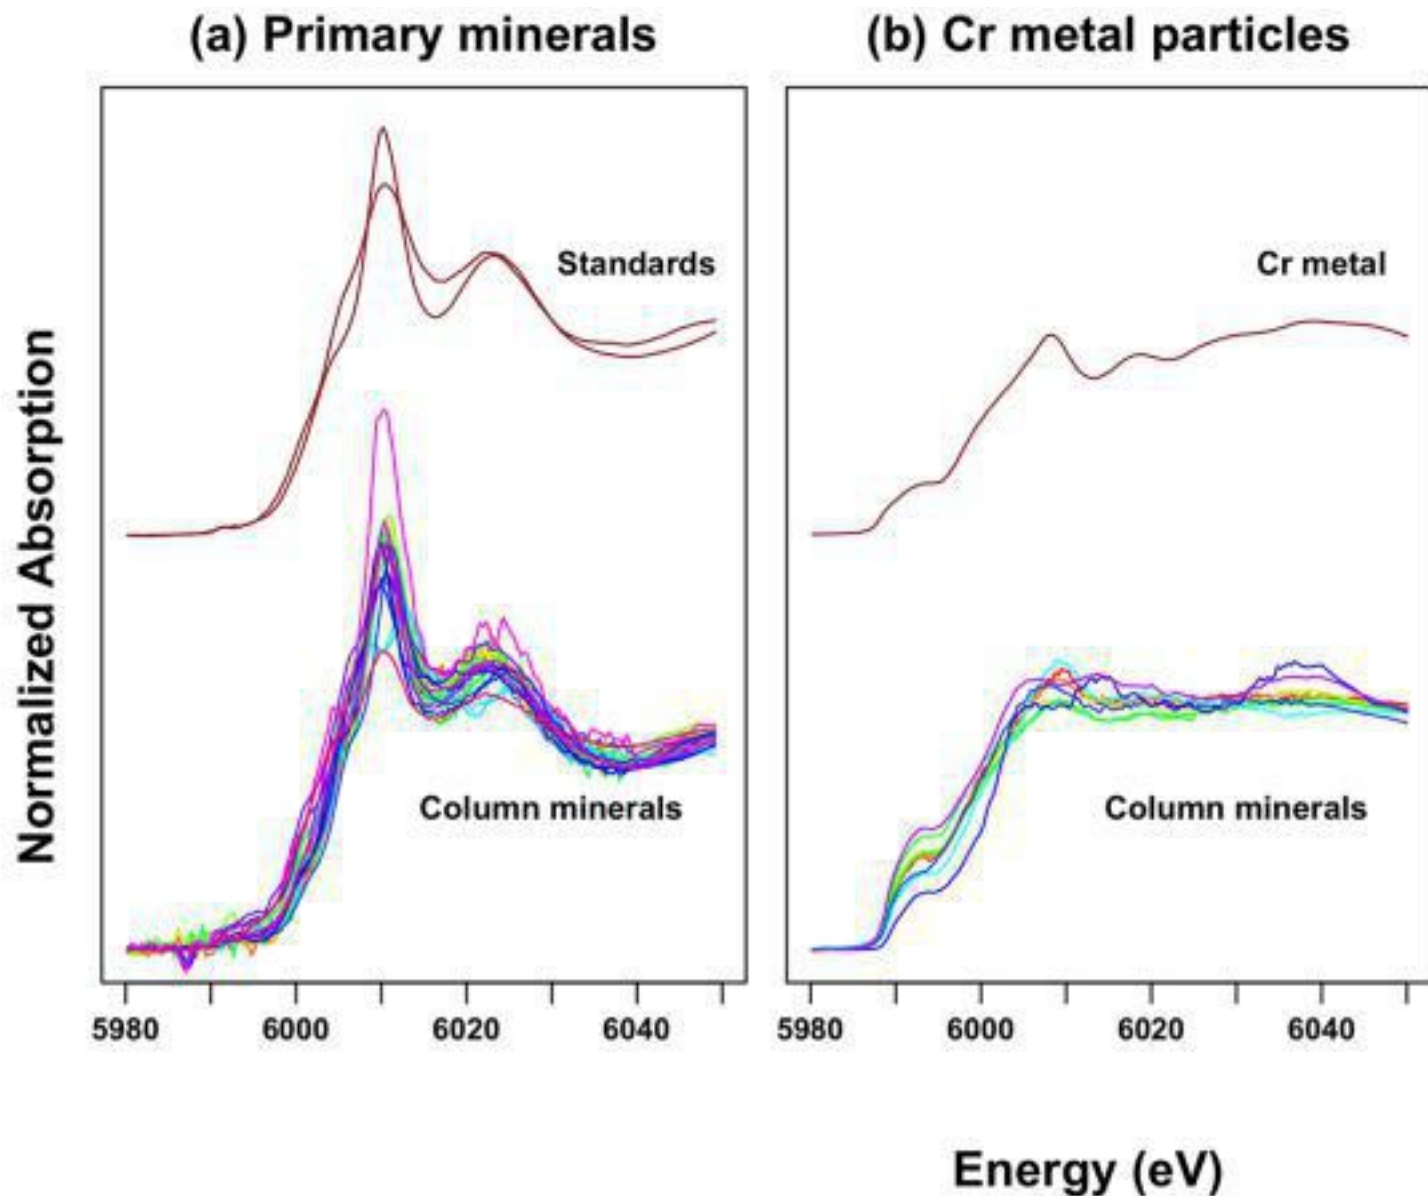 (a) Primary minerals
(b) Cr metal particles
Standards
Cr metal
Normalized Absorption
Column minerals
Column minerals
5980 6000 6020 6040
5980 6000 6020 6040
Energy (eV)